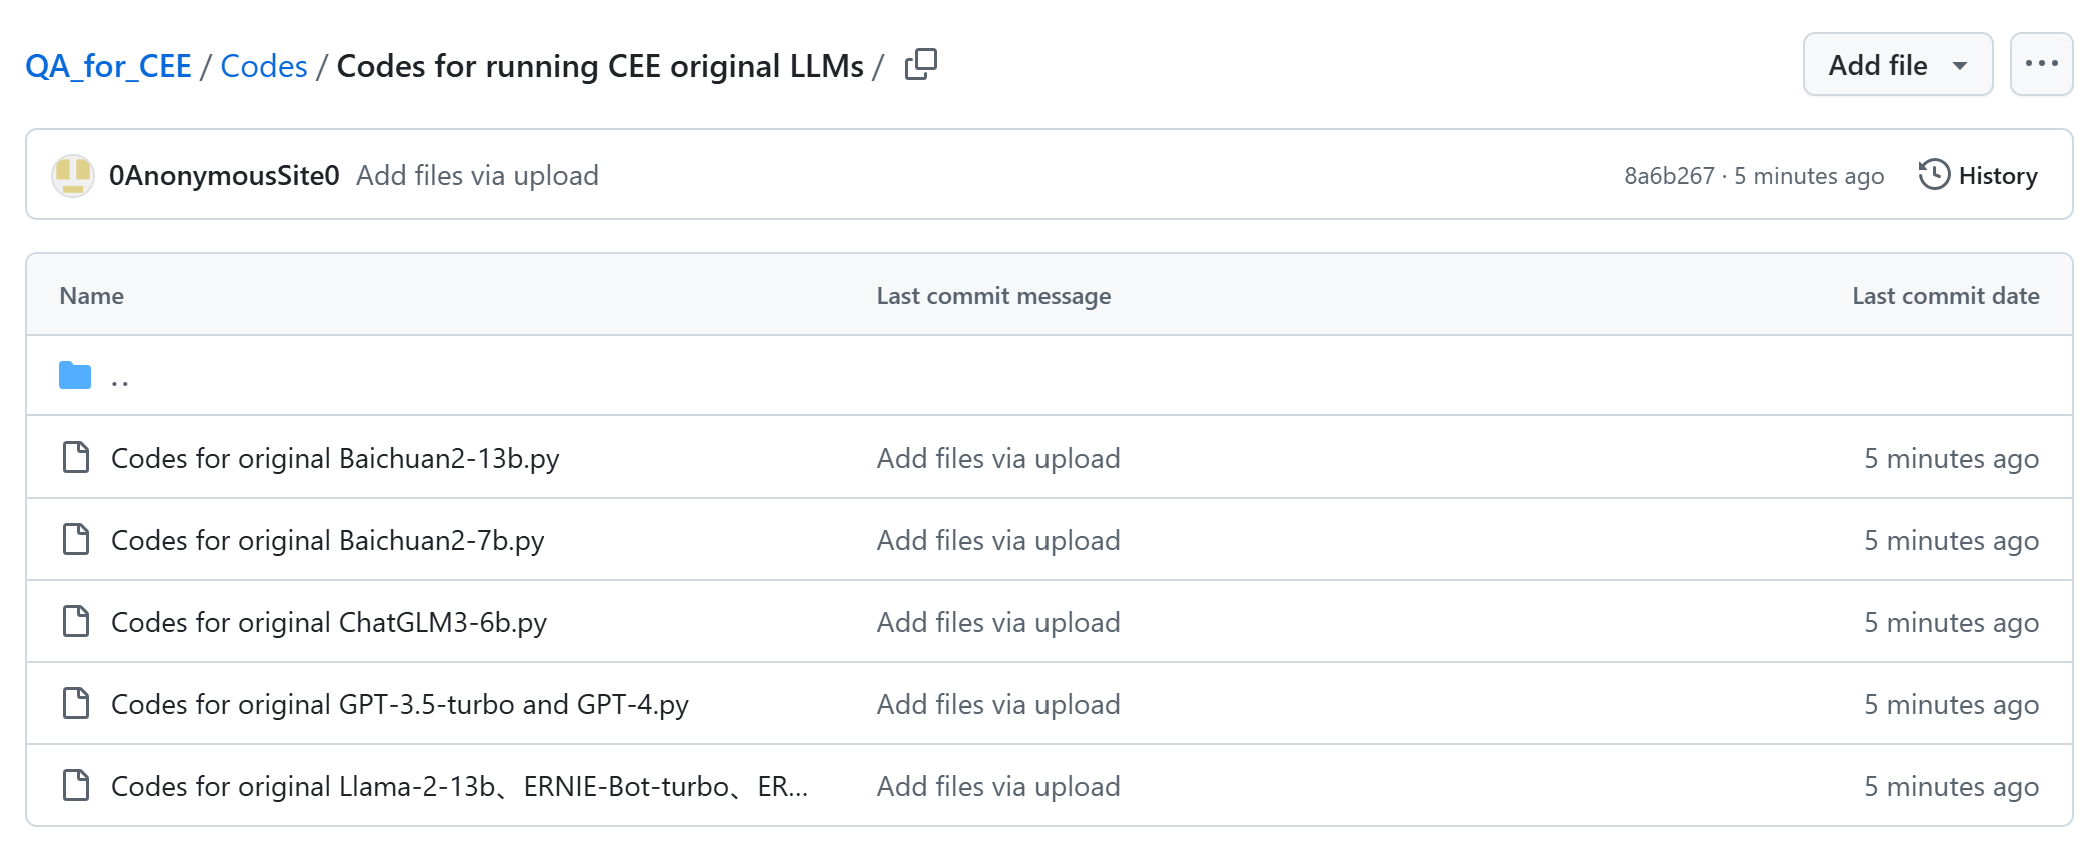 QA_for_CEE / Codes / Codes for running CEE original LLMs /
Add file
0AnonymousSite0 Add files via upload
8a6b267 · 5 minutes ago
History
Name Last commit message Last commit date
..
Codes for original Baichuan2-13b.py Add files via upload 5 minutes ago
Codes for original Baichuan2-7b.py Add files via upload 5 minutes ago
Codes for original ChatGLM3-6b.py Add files via upload 5 minutes ago
Codes for original GPT-3.5-turbo and GPT-4.py Add files via upload 5 minutes ago
Codes for original Llama-2-13b、ERNIE-Bot-turbo、ER... Add files via upload 5 minutes ago